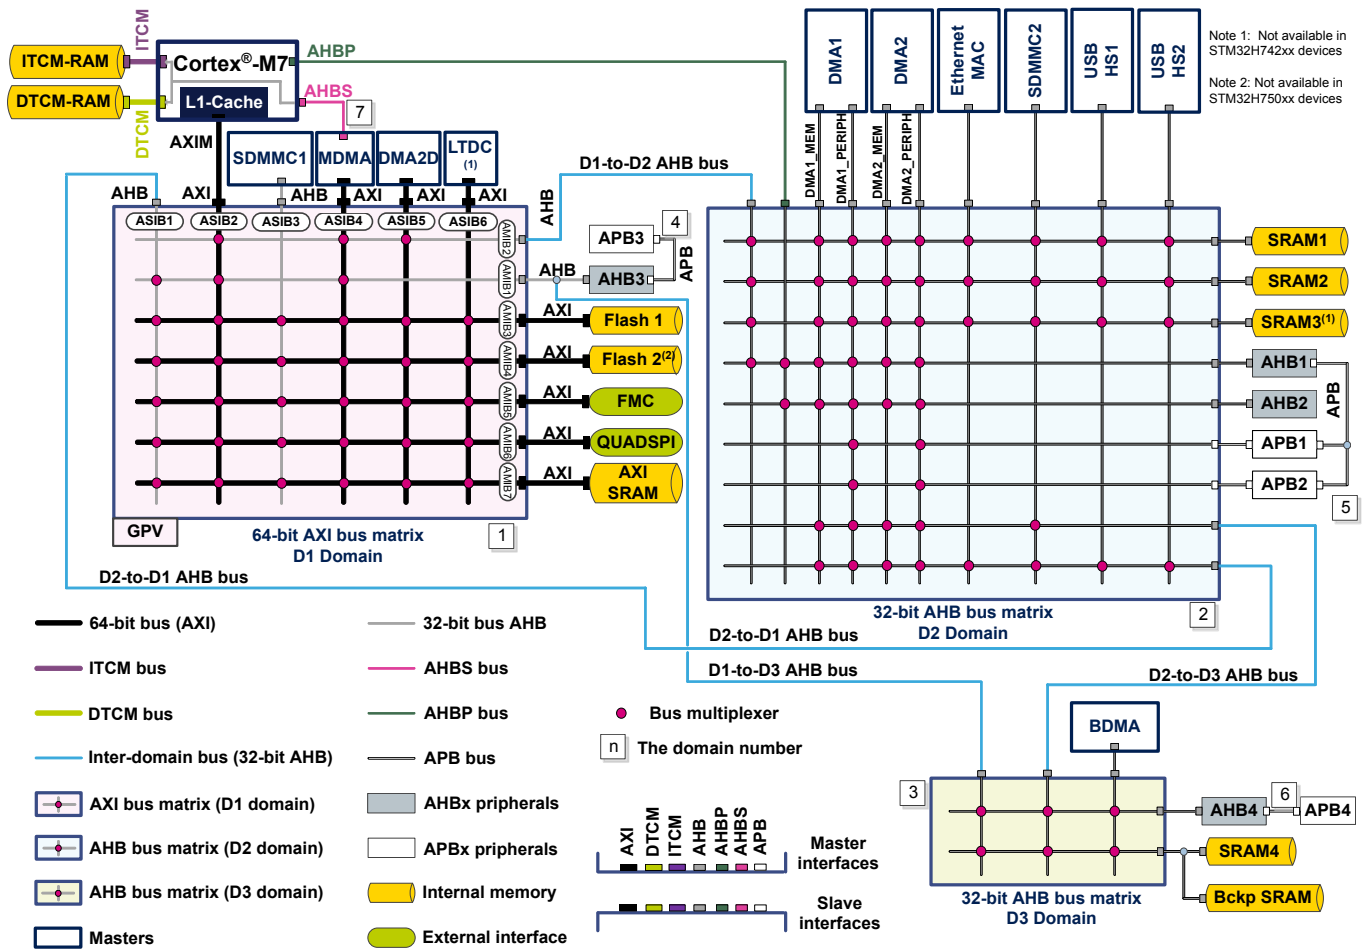 ITCM
ITCM-RAM
Cortex®-M7
AHBP
DTCM-RAM
L1-Cache
AHBS
DTCM
AXIM
7
SDMMC1
MDMA
DMA2D
LTDC
(1)
AHB
AXI
AHB
AXI
AXI
AXI
ASIB1
ASIB2
ASIB3
ASIB4
ASIB5
ASIB6
AMIB2
AMIB1
AMIB3
AMIB4
AMIB5
AMIB6
AMIB7
AHB
D1-to-D2 AHB bus
4
APB3
APB
AHB
AHB3
AXI
Flash 1
AXI
Flash 2(2)
AXI
FMC
AXI
QUADSPI
AXI
AXI
SRAM
GPV
64-bit AXI bus matrix
D1 Domain
1
DMA1
DMA2
Ethernet
MAC
SDMMC2
USB
HS1
USB
HS2
Note 1: Not available in
STM32H742xx devices
Note 2: Not available in
STM32H750xx devices
DMA1_MEM
DMA1_PERIPH
DMA2_MEM
DMA2_PERIPH
SRAM1
SRAM2
SRAM3(1)
AHB1
AHB2
APB
APB1
APB2
5
32-bit AHB bus matrix
D2 Domain
2
D2-to-D1 AHB bus
D2-to-D1 AHB bus
D1-to-D3 AHB bus
D2-to-D3 AHB bus
64-bit bus (AXI)
32-bit bus AHB
ITCM bus
AHBS bus
DTCM bus
AHBP bus
Inter-domain bus (32-bit AHB)
APB bus
AXI bus matrix (D1 domain)
AHBx pripherals
AHB bus matrix (D2 domain)
APBx pripherals
AHB bus matrix (D3 domain)
Internal memory
Masters
External interface
Bus multiplexer
n
The domain number
AXI
DTCM
ITCM
AHB
AHBP
AHBS
APB
Master
interfaces
Slave
interfaces
BDMA
3
AHB4
6
APB4
SRAM4
Bckp SRAM
32-bit AHB bus matrix
D3 Domain